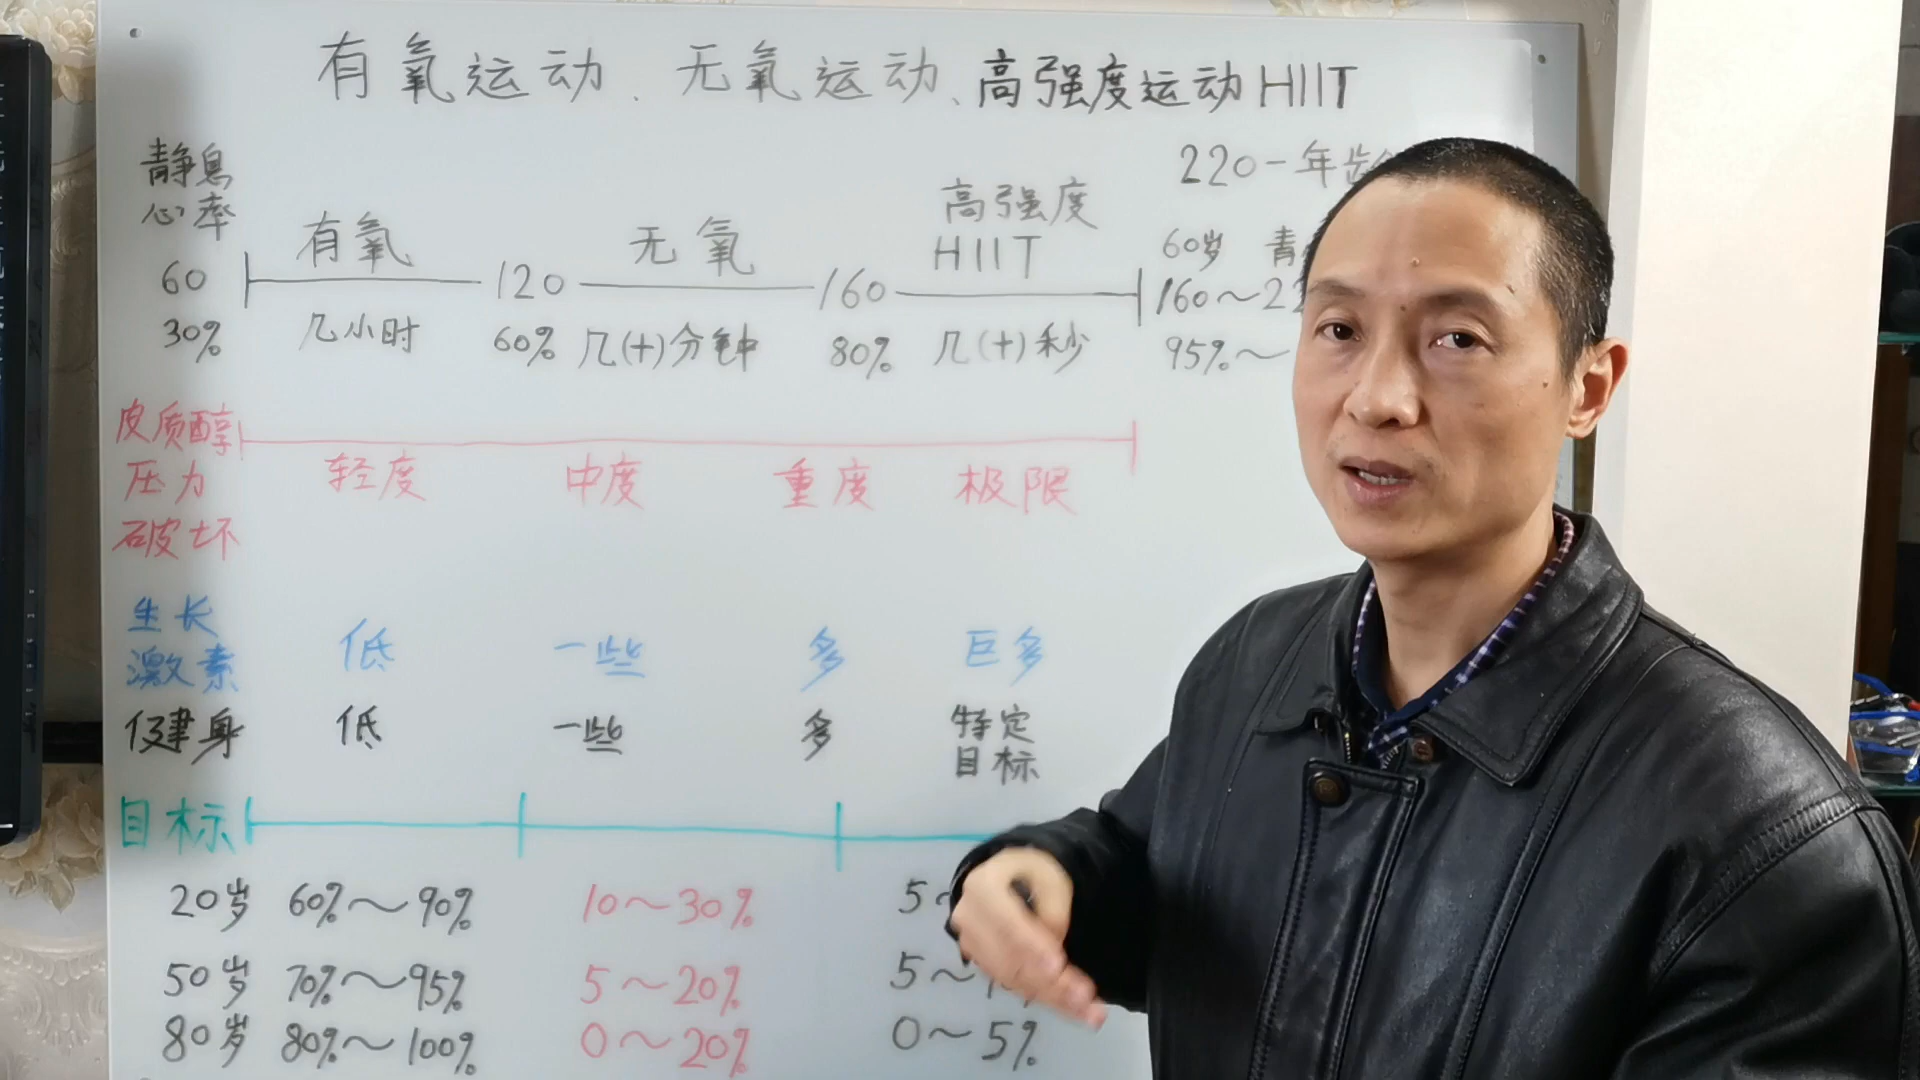 有氧运动、无氧运动、高强度运动HIIT
静息
心率
220-年龄
有氧
无氧
高强度
HIIT
60岁 青
60
120
160
160~22
30%
几小时
60%
几(十)分钟
80%
几(十)秒
95%~
皮质醇
压力
破坏
轻度
中度
重度
极限
生长
激素
低
一些
多
巨多
健身
低
一些
多
特定
目标
目标
20岁 60%~90% 10~30% 5~
50岁 70%~95% 5~20% 5~
80岁 80%~100% 0~20% 0~5%